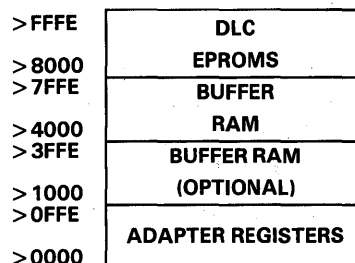 >FFFE
DLC
EPROMS
>8000
>7FFE
BUFFER
RAM
>4000
>3FFE
BUFFER RAM
(OPTIONAL)
>1000
>0FFE
ADAPTER REGISTERS
>0000